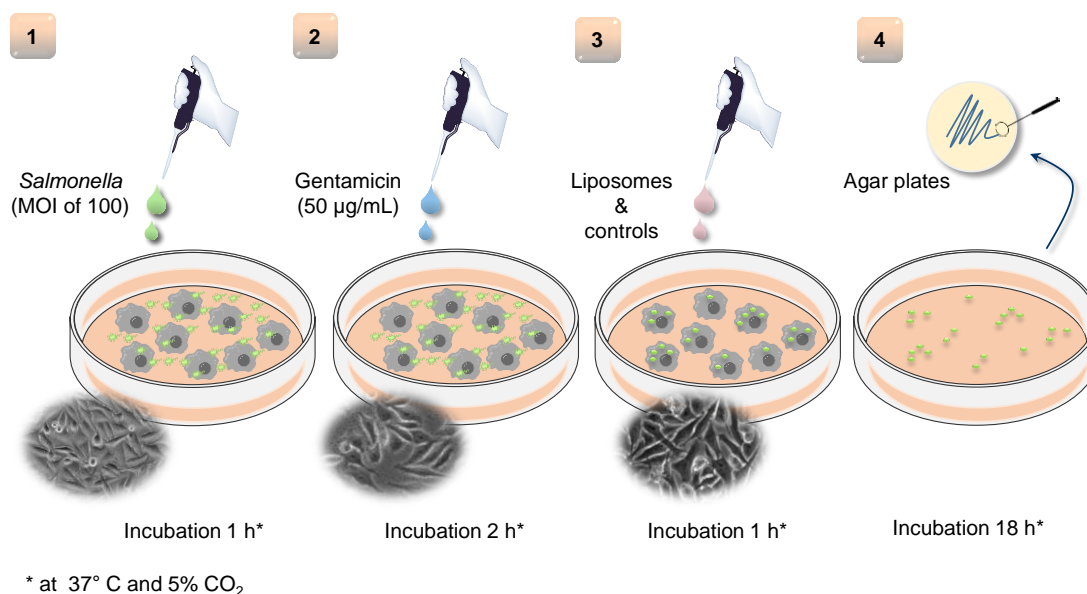 1
2
3
4
Salmonella
(MOI of 100)
Gentamicin
(50 µg/mL)
Liposomes
&
controls
Agar plates
Incubation 1 h*
Incubation 2 h*
Incubation 1 h*
Incubation 18 h*
* at 37° C and 5% CO₂